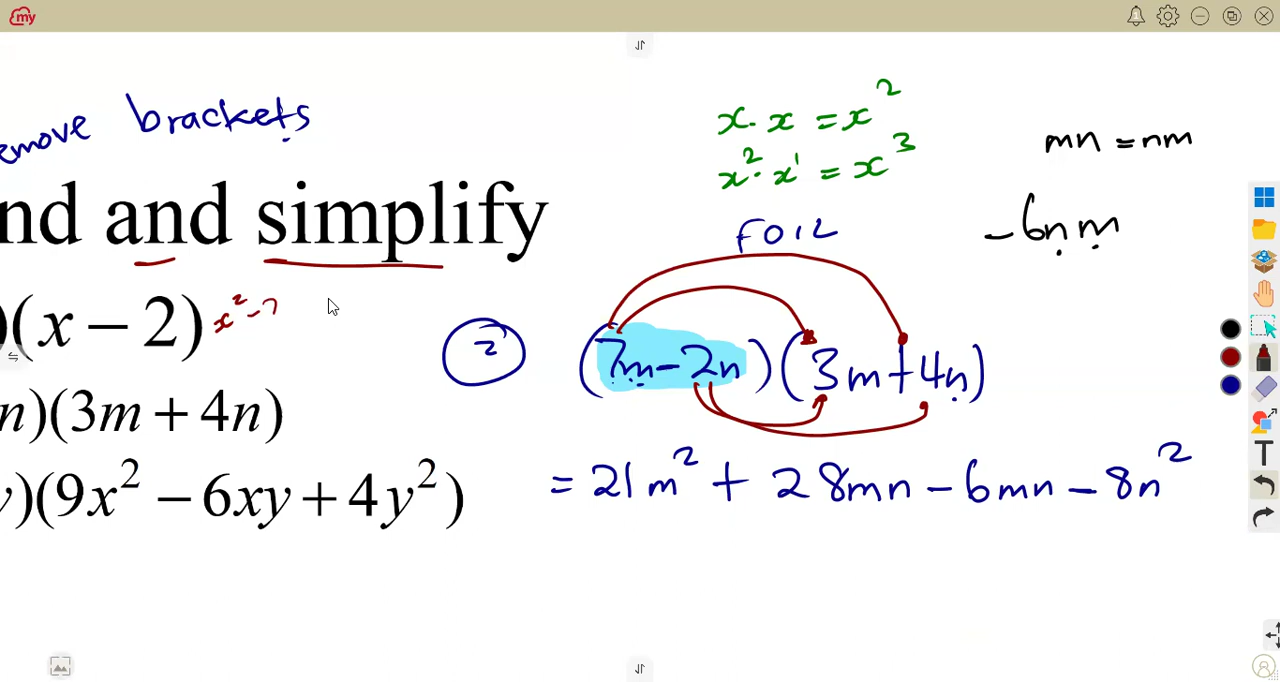 my
emove brackets
nd and simplify
)(x – 2) x² – 7
n)(3m + 4n)
y)(9x² – 6xy + 4y²)
x · x = x²
x² · x¹ = x³
mn = nm
– 6nm
FOIL
2
(7m – 2n)(3m + 4n)
= 21m² + 28mn – 6mn – 8n²
T